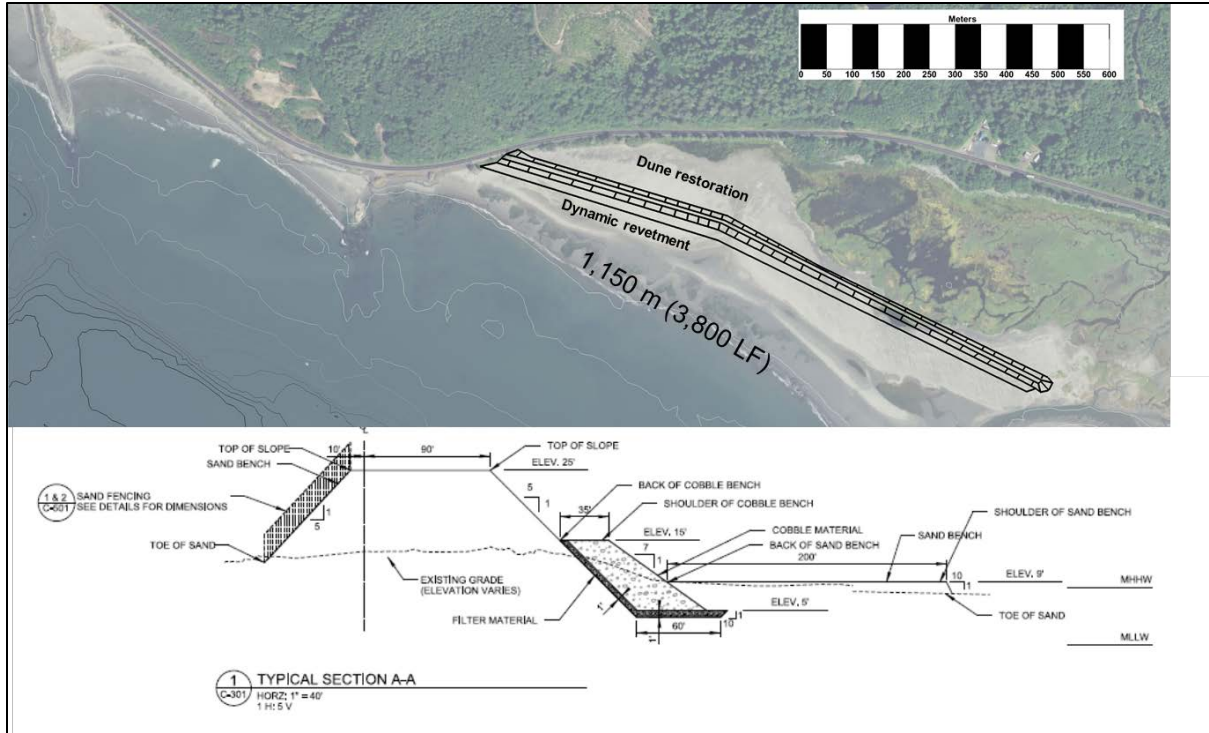 Meters
0 50 100 150 200 250 300 350 400 450 500 550 600
Dune restoration
Dynamic revetment
1,150 m (3,800 LF)
TOP OF SLOPE
10'
90'
TOP OF SLOPE
SAND BENCH
ELEV. 25'
1 & 2
C-601
SAND FENCING
SEE DETAILS FOR DIMENSIONS
5
1
5
1
BACK OF COBBLE BENCH
35'
SHOULDER OF COBBLE BENCH
SHOULDER OF SAND BENCH
ELEV. 15'
COBBLE MATERIAL
SAND BENCH
7
1
BACK OF SAND BENCH
TOE OF SAND
200'
10
1
ELEV. 9'
MHHW
EXISTING GRADE
(ELEVATION VARIES)
1'
ELEV. 5'
TOE OF SAND
FILTER MATERIAL
60'
10
1
1'
MLLW
1
C-301
TYPICAL SECTION A-A
HORZ: 1" = 40'
1 H: 5 V